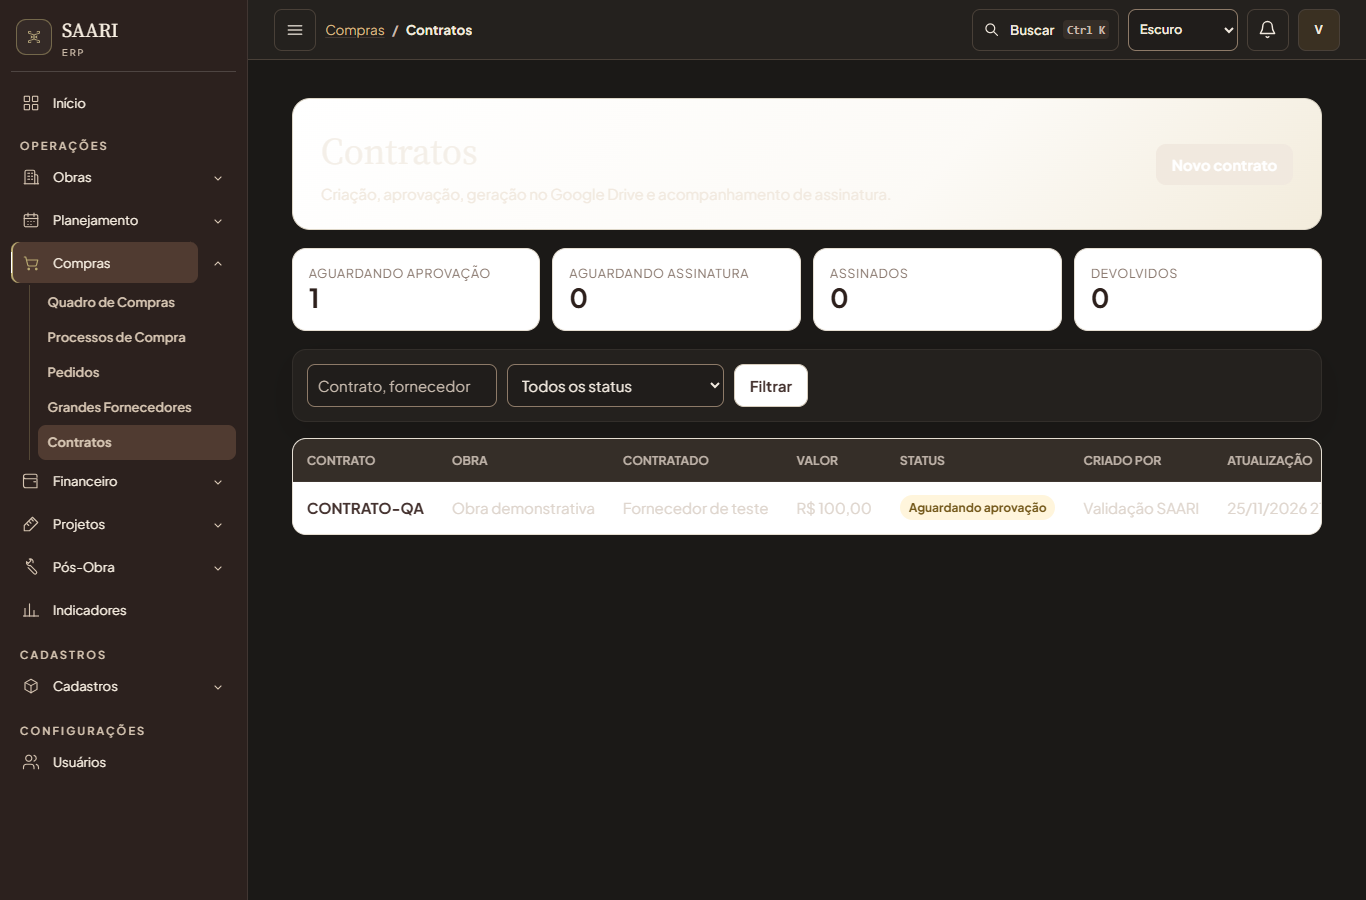 SAARI
ERP
Início
OPERAÇÕES
Obras
Planejamento
Compras
Quadro de Compras
Processos de Compra
Pedidos
Grandes Fornecedores
Contratos
Financeiro
Projetos
Pós-Obra
Indicadores
CADASTROS
Cadastros
CONFIGURAÇÕES
Usuários
Compras / Contratos
Buscar Ctrl K
Escuro
V
Contratos
Criação, aprovação, geração no Google Drive e acompanhamento de assinatura.
Novo contrato
AGUARDANDO APROVAÇÃO
1
AGUARDANDO ASSINATURA
0
ASSINADOS
0
DEVOLVIDOS
0
Contrato, fornecedor
Todos os status
Filtrar
CONTRATO OBRA CONTRATADO VALOR STATUS CRIADO POR ATUALIZAÇÃO
CONTRATO-QA Obra demonstrativa Fornecedor de teste R$ 100,00 Aguardando aprovação Validação SAARI 25/11/2026